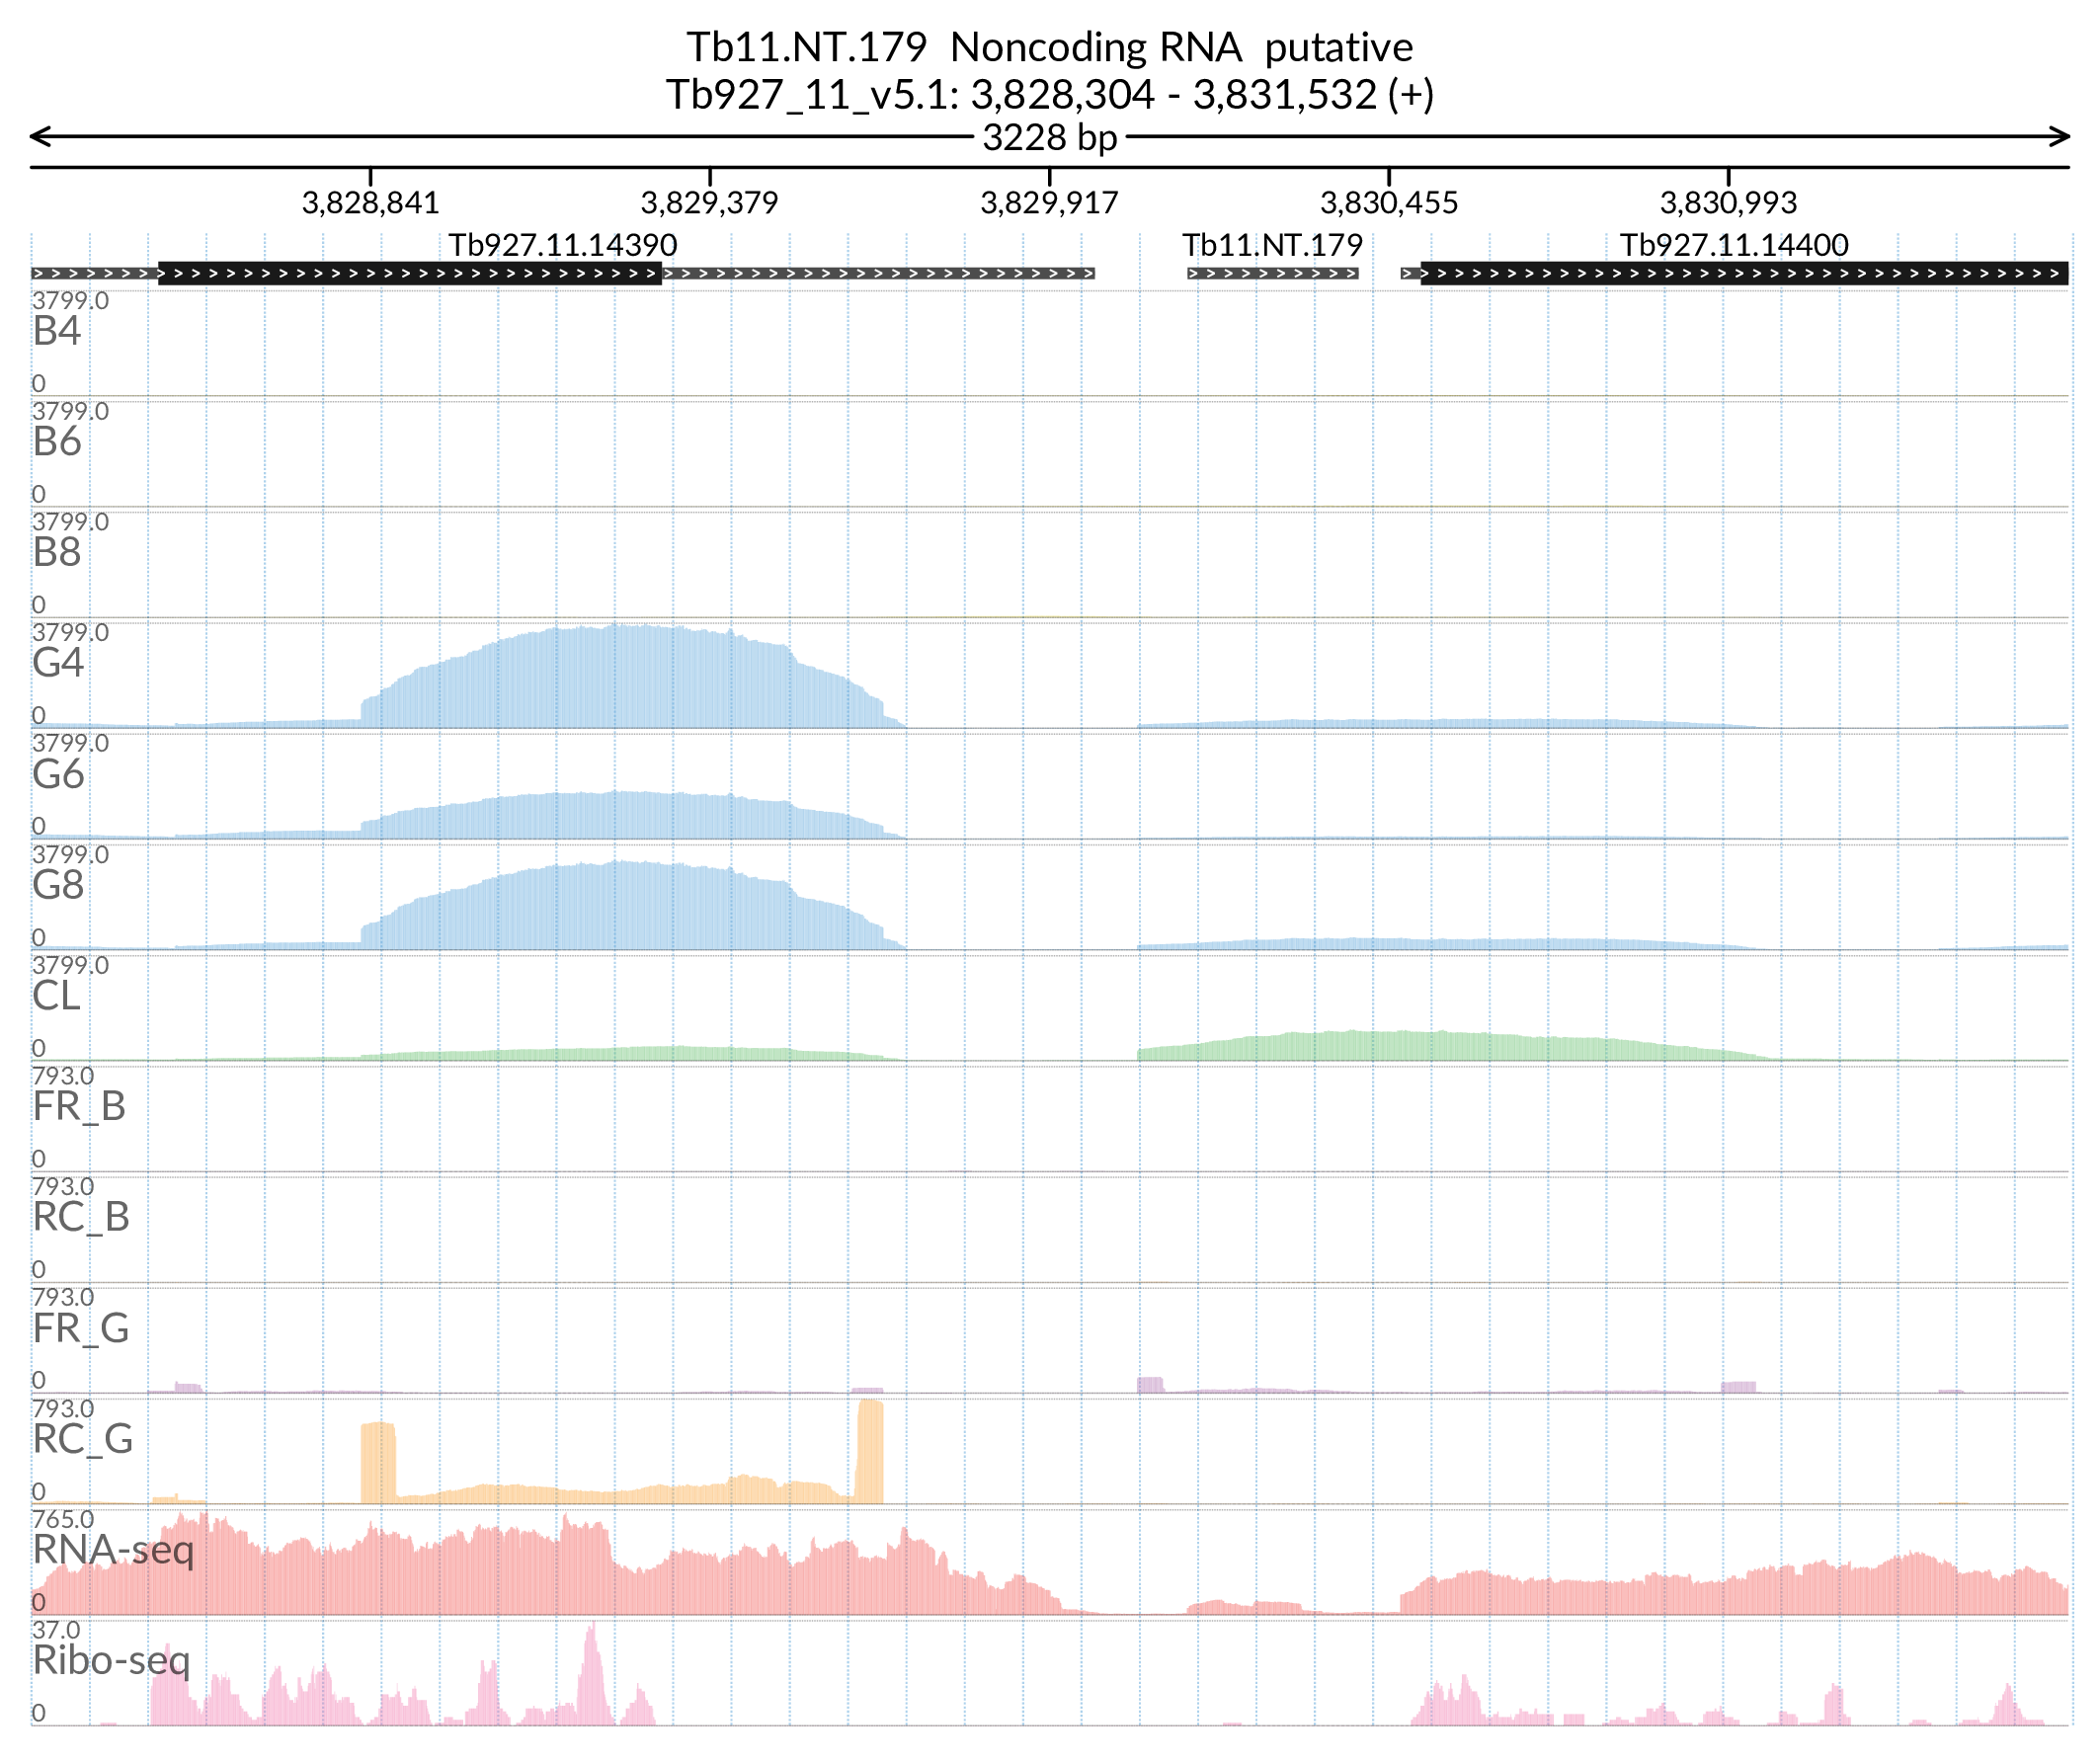 Tb11.NT.179 Noncoding RNA putative
Tb927_11_v5.1: 3,828,304 - 3,831,532 (+)
3228 bp
3,828,841 3,829,379 3,829,917 3,830,455 3,830,993
Tb927.11.14390 Tb11.NT.179 Tb927.11.14400
3799.0
B4
0
3799.0
B6
0
3799.0
B8
0
3799.0
G4
0
3799.0
G6
0
3799.0
G8
0
3799.0
CL
0
793.0
FR_B
0
793.0
RC_B
0
793.0
FR_G
0
793.0
RC_G
0
765.0
RNA-seq
0
37.0
Ribo-seq
0